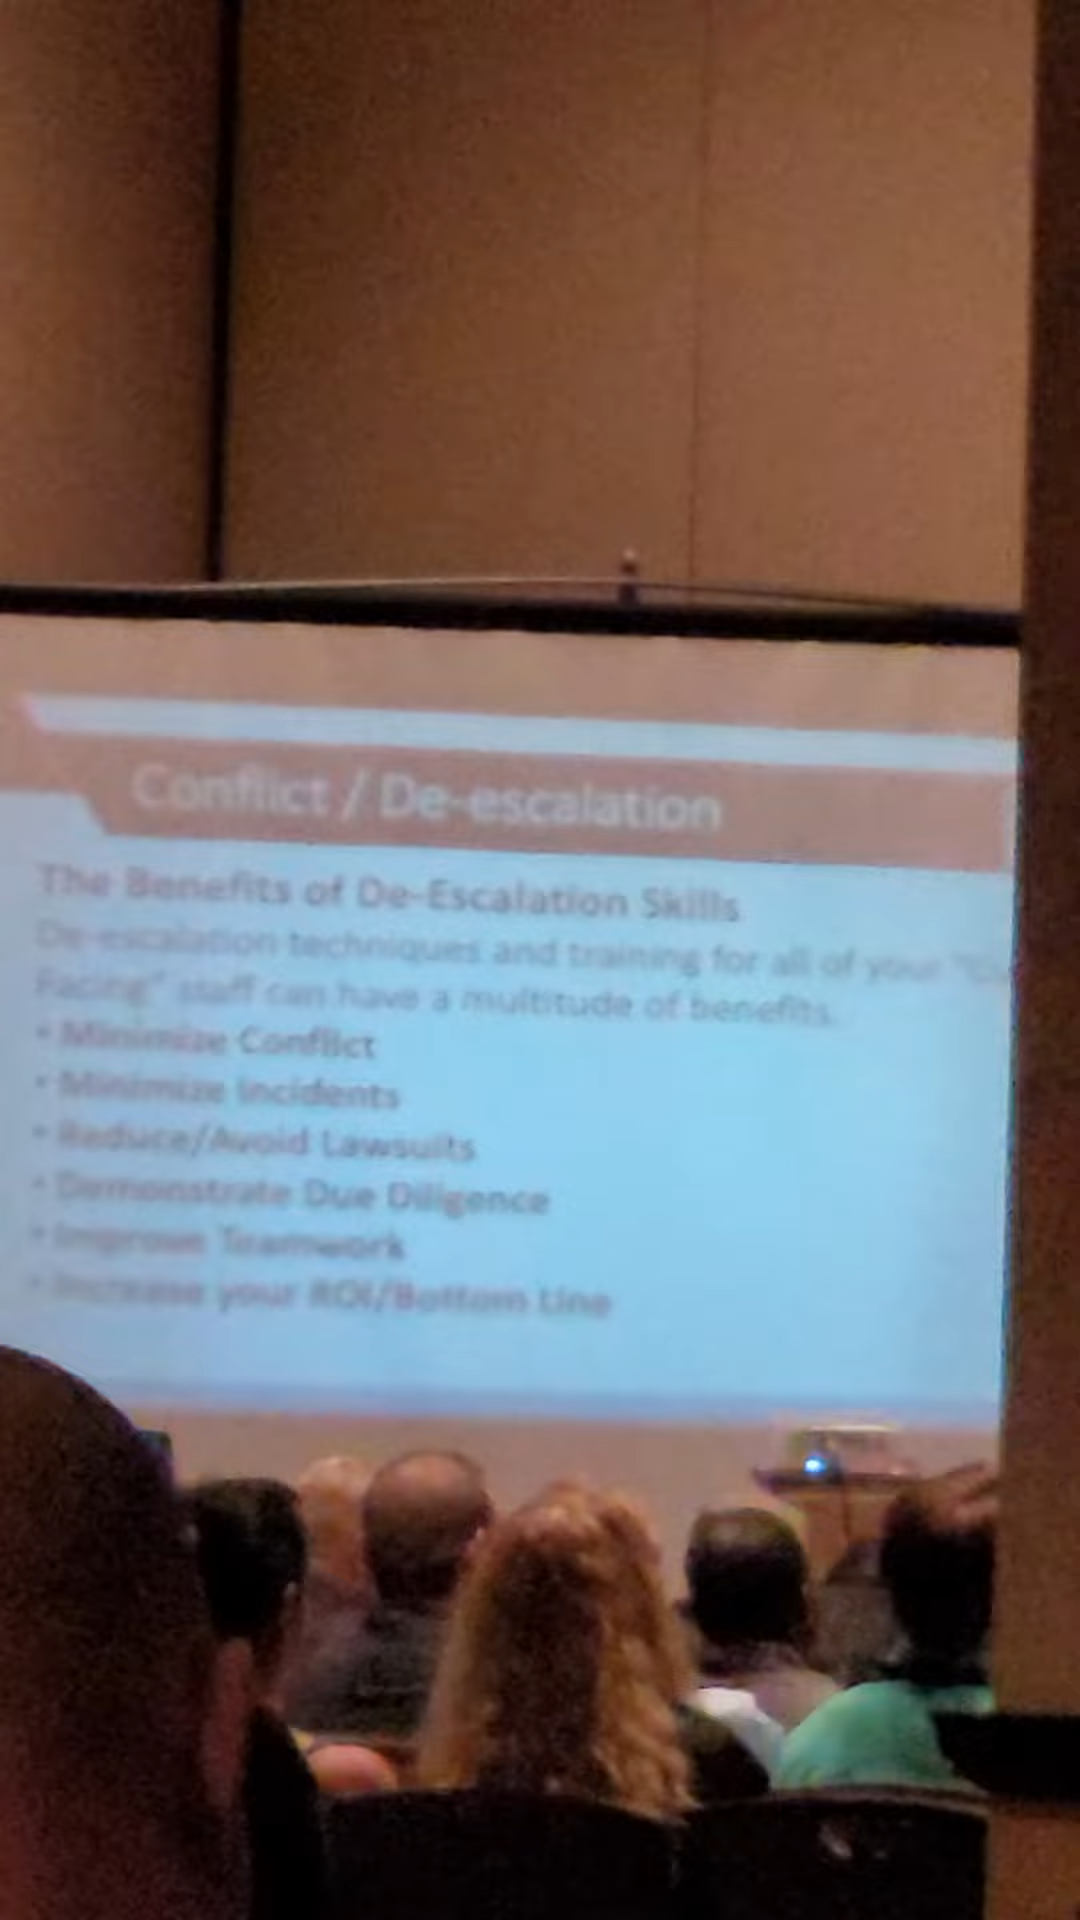 Conflict / De-escalation
The Benefits of De-Escalation Skills
De-escalation techniques and training for all of your
Facing" staff can have a multitude of benefits.
• Minimize Conflict
• Minimize Incidents
• Reduce/Avoid Lawsuits
• Demonstrate Due Diligence
• Improve Teamwork
• Increase your ROI/Bottom Line